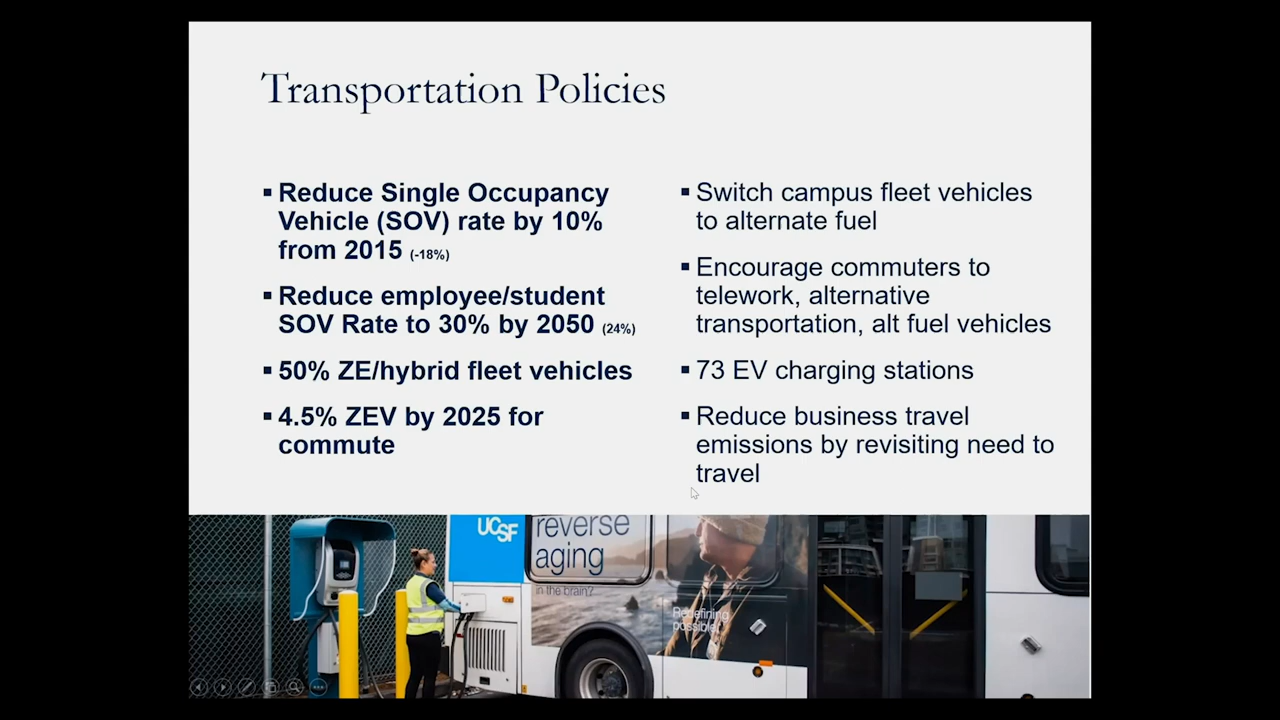 Transportation Policies
▪ Reduce Single Occupancy
Vehicle (SOV) rate by 10%
from 2015 (-18%)
▪ Reduce employee/student
SOV Rate to 30% by 2050 (24%)
▪ 50% ZE/hybrid fleet vehicles
▪ 4.5% ZEV by 2025 for
commute
▪ Switch campus fleet vehicles
to alternate fuel
▪ Encourage commuters to
telework, alternative
transportation, alt fuel vehicles
▪ 73 EV charging stations
▪ Reduce business travel
emissions by revisiting need to
travel
UCSF
reverse
aging
in the brain?
Redefining
possible